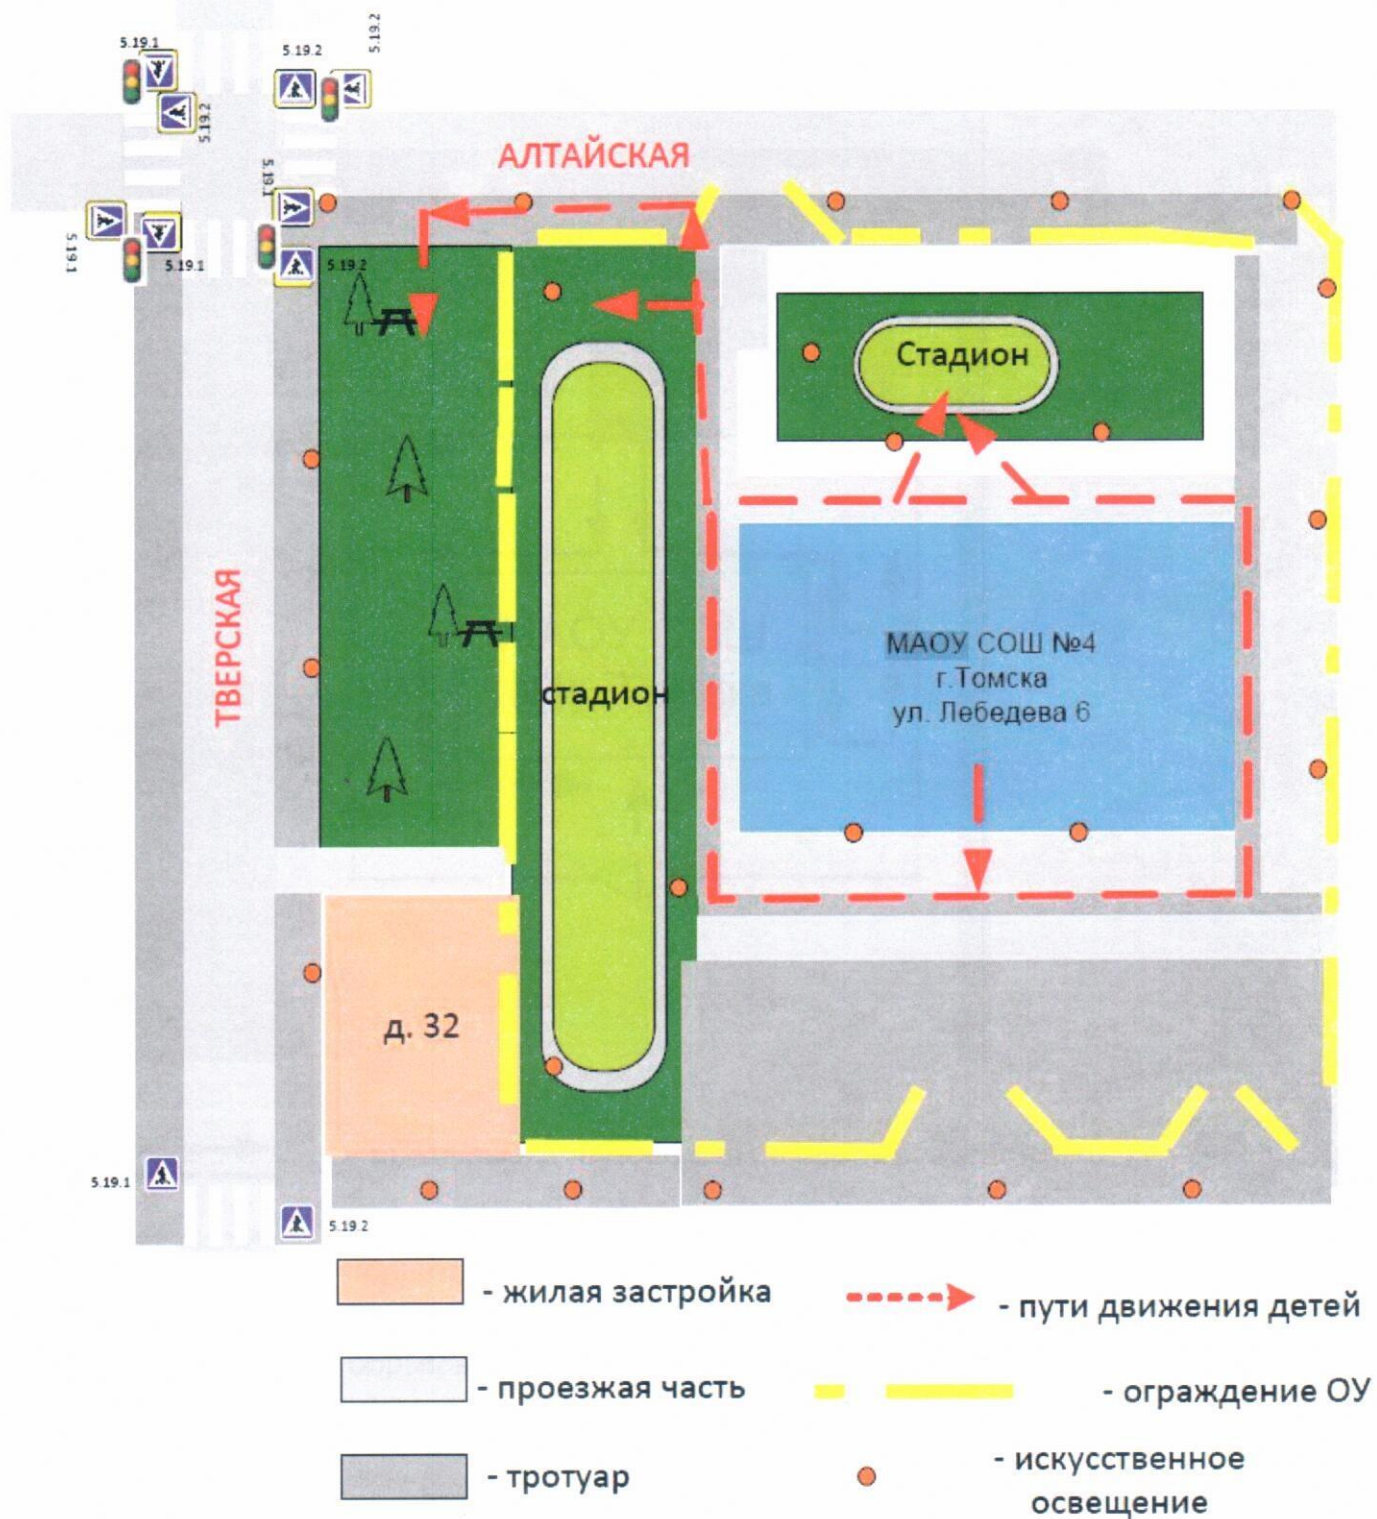 5.19.1
5.19.2
5.19.2
5.19.2
АЛТАЙСКАЯ
5.19.1
5.19.1
5.19.1
5.19.2
Стадион
ТВЕРСКАЯ
МАОУ СОШ №4
г.Томска
ул. Лебедева 6
стадион
д. 32
5.19.1
5.19.2
- жилая застройка
- пути движения детей
- проезжая часть
- ограждение ОУ
- тротуар
- искусственное
освещение